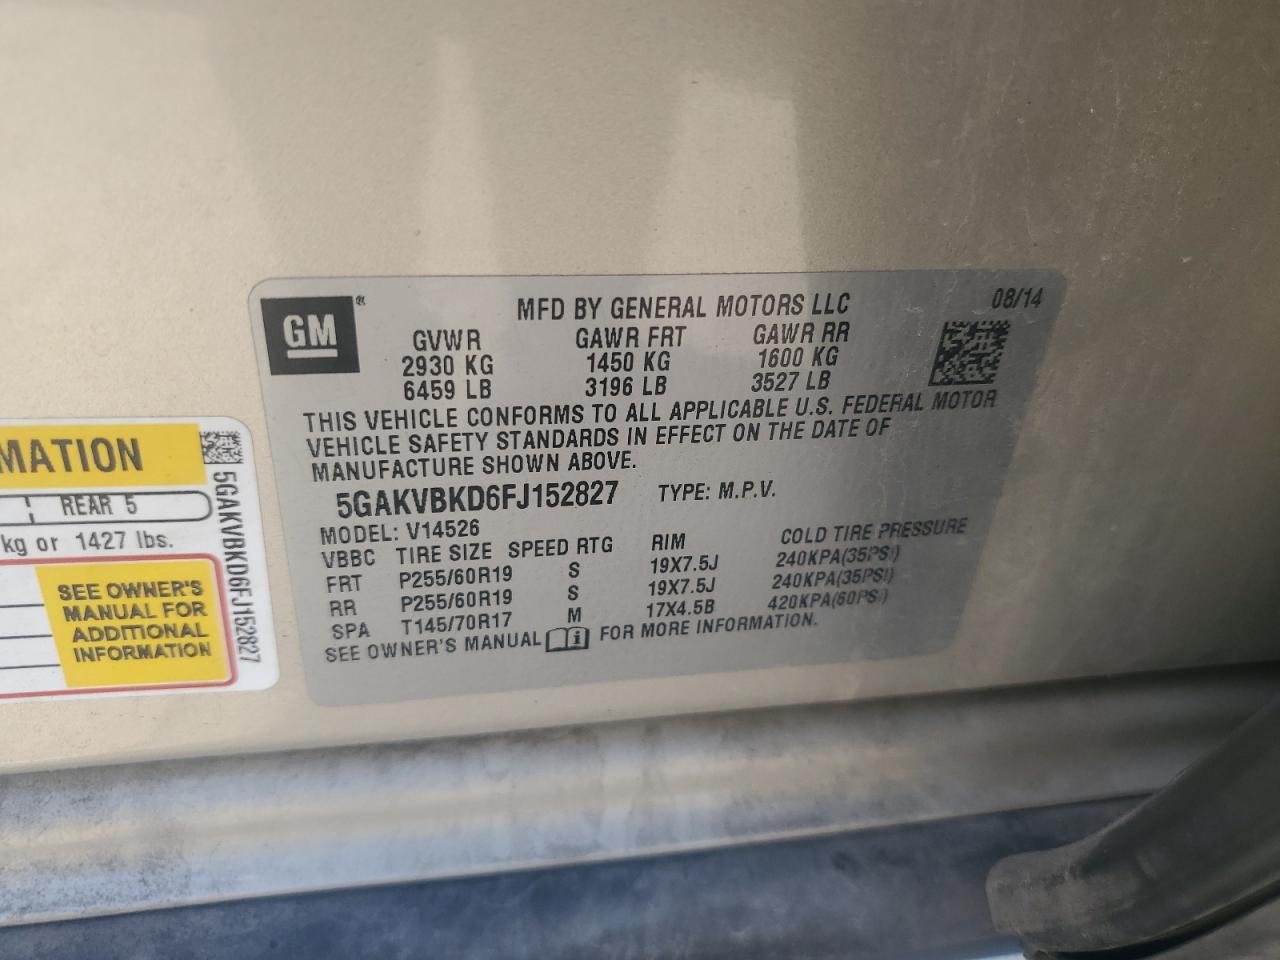 GM ®
MFD BY GENERAL MOTORS LLC 08/14
GVWR GAWR FRT GAWR RR
2930 KG 1450 KG 1600 KG
6459 LB 3196 LB 3527 LB
THIS VEHICLE CONFORMS TO ALL APPLICABLE U.S. FEDERAL MOTOR
VEHICLE SAFETY STANDARDS IN EFFECT ON THE DATE OF
MANUFACTURE SHOWN ABOVE.
5GAKVBKD6FJ152827 TYPE: M.P.V.
MODEL: V14526
VBBC TIRE SIZE SPEED RTG RIM COLD TIRE PRESSURE
FRT P255/60R19 S 19X7.5J 240KPA(35PSI)
RR P255/60R19 S 19X7.5J 240KPA(35PSI)
SPA T145/70R17 M 17X4.5B 420KPA(60PSI)
SEE OWNER'S MANUAL FOR MORE INFORMATION.
MATION
REAR 5
kg or 1427 lbs.
SEE OWNER'S
MANUAL FOR
ADDITIONAL
INFORMATION
5GAKVBKD6FJ152827